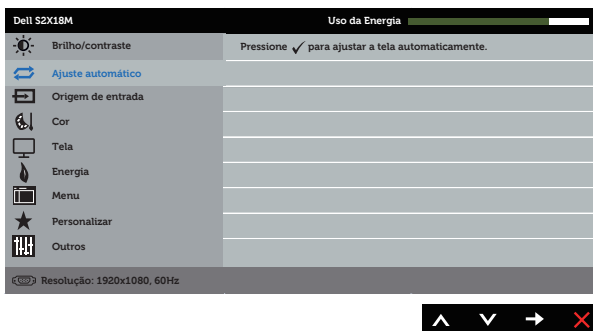 Dell S2X18M
Uso da Energia
Brilho/contraste
Pressione ✓ para ajustar a tela automaticamente.
Ajuste automático
Origem de entrada
Cor
Tela
Energia
Menu
Personalizar
Outros
Resolução: 1920x1080, 60Hz